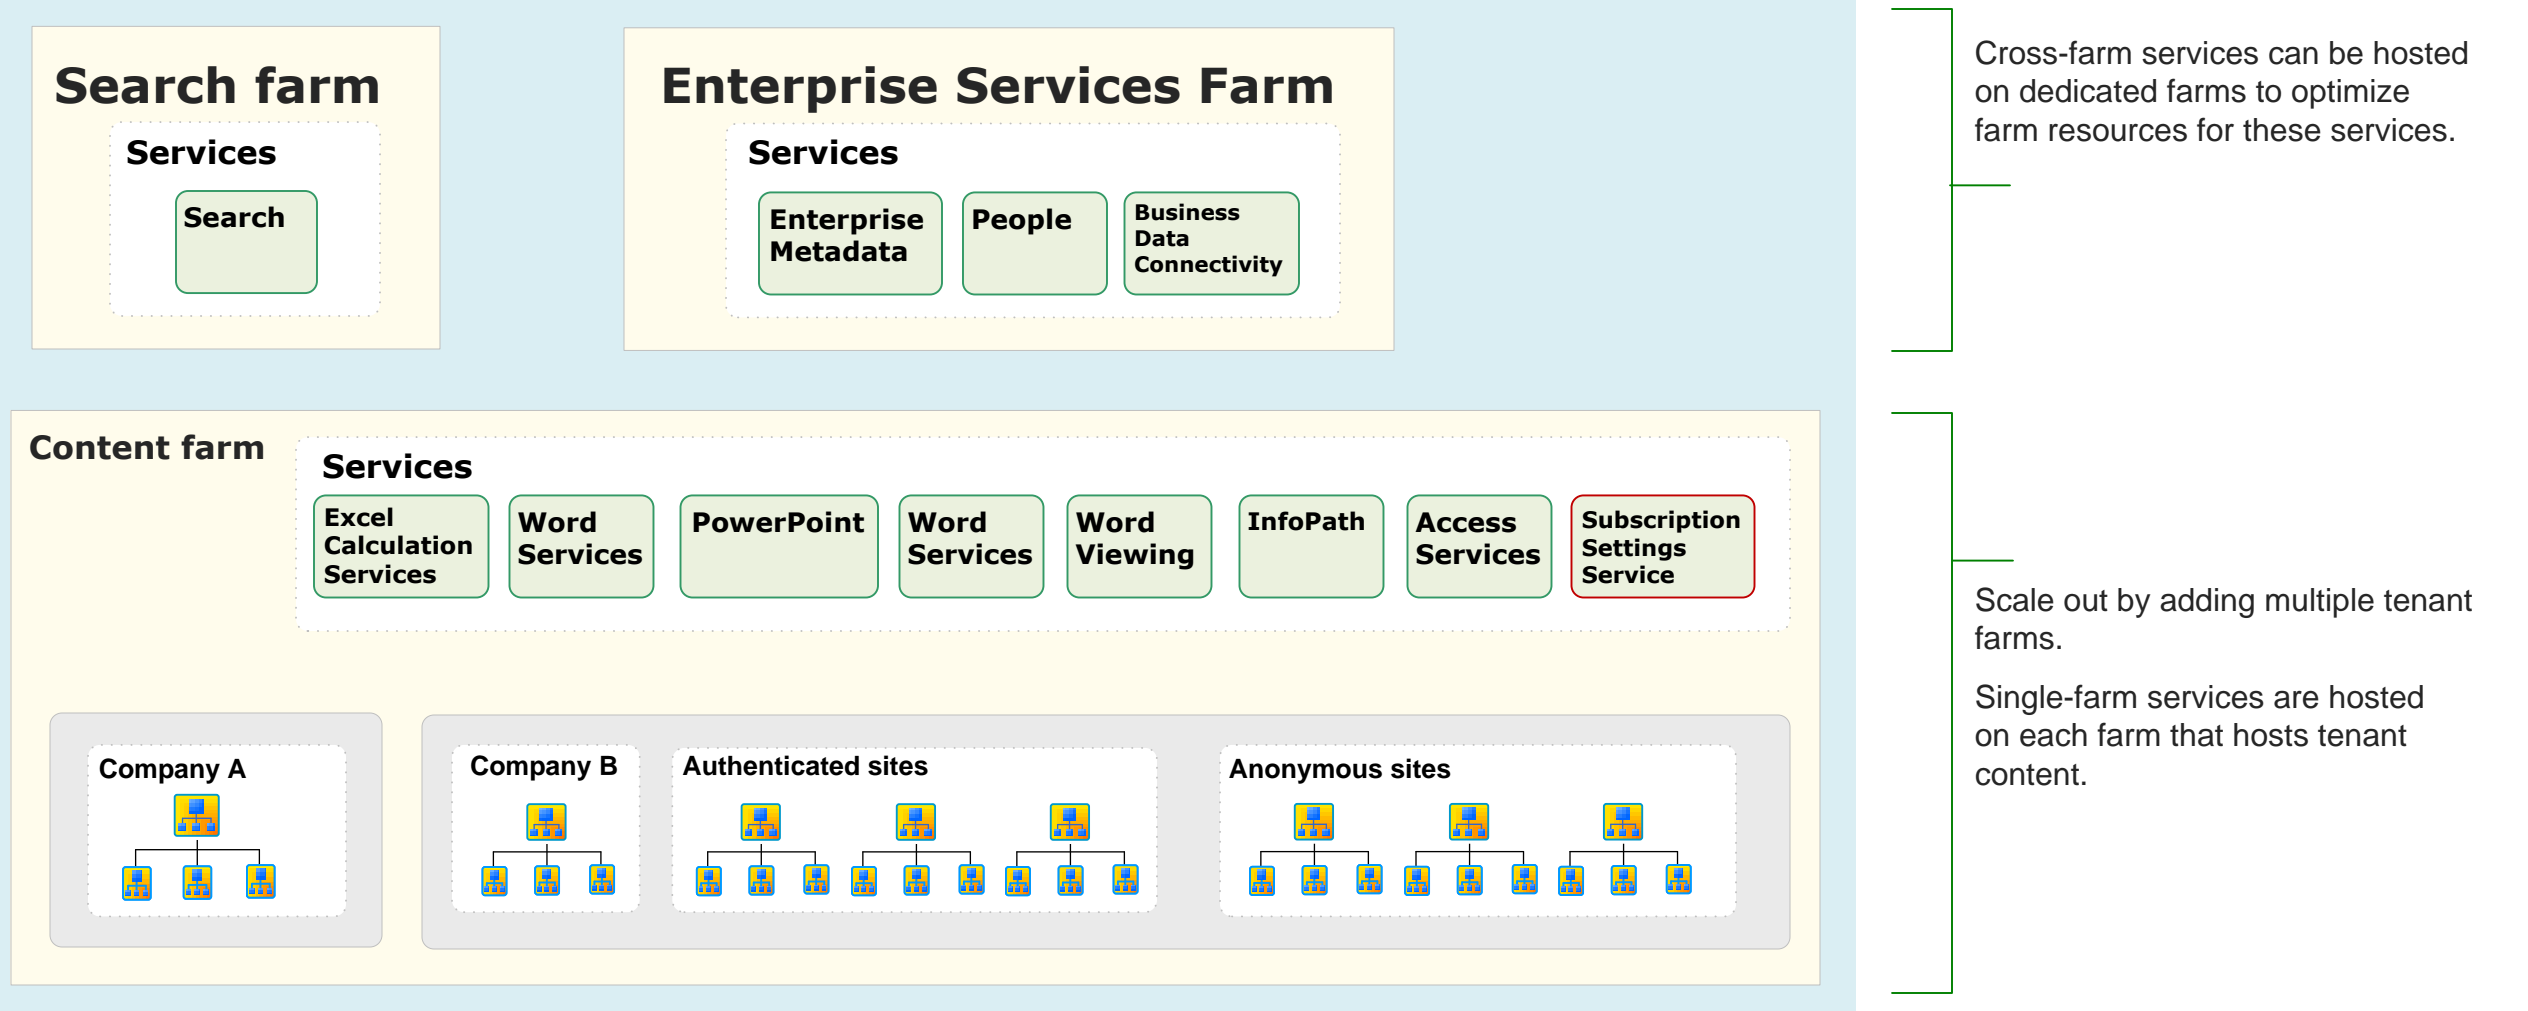 Search farm
Services
Search
Enterprise Services Farm
Services
Enterprise
Metadata
People
Business
Data
Connectivity
Cross-farm services can be hosted
on dedicated farms to optimize
farm resources for these services.
Content farm
Services
Excel
Calculation
Services
Word
Services
PowerPoint
Word
Services
Word
Viewing
InfoPath
Access
Services
Subscription
Settings
Service
Scale out by adding multiple tenant
farms.
Single-farm services are hosted
on each farm that hosts tenant
content.
Company A
Company B
Authenticated sites
Anonymous sites